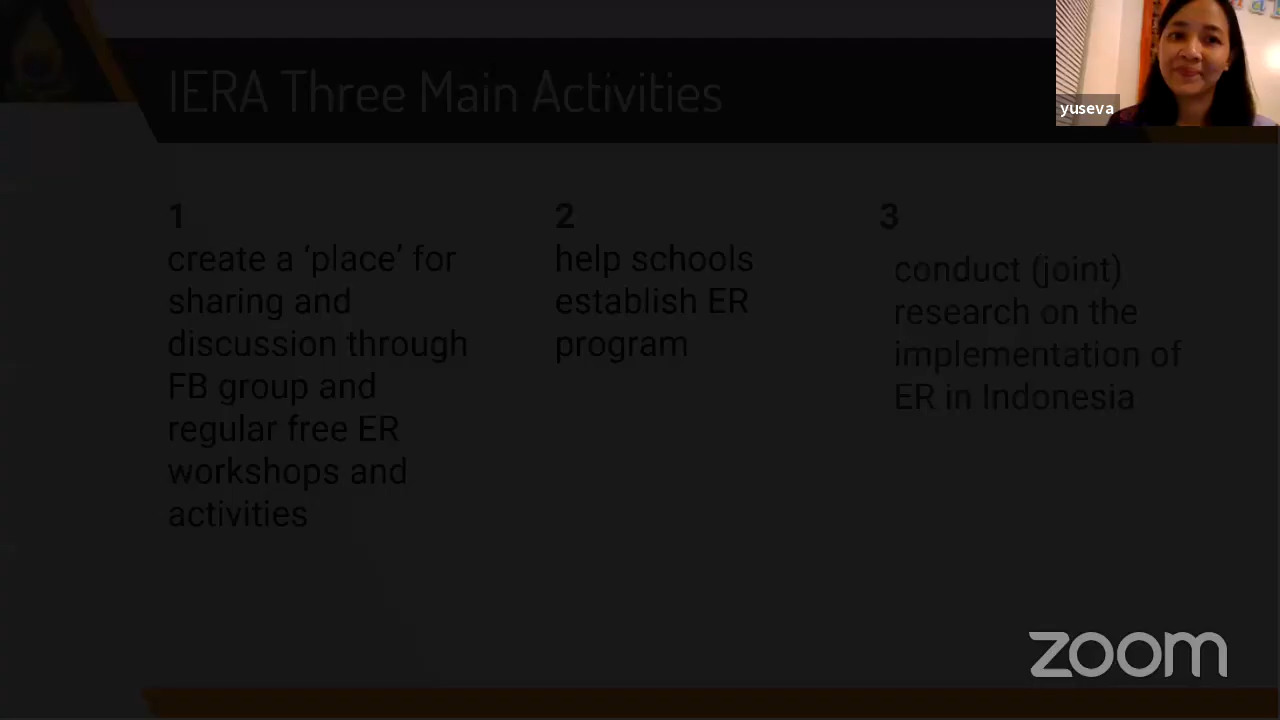 IERA Three Main Activities
yuseva
1
create a ‘place’ for
sharing and
discussion through
FB group and
regular free ER
workshops and
activities
2
help schools
establish ER
program
3
conduct (joint)
research on the
implementation of
ER in Indonesia
zoom